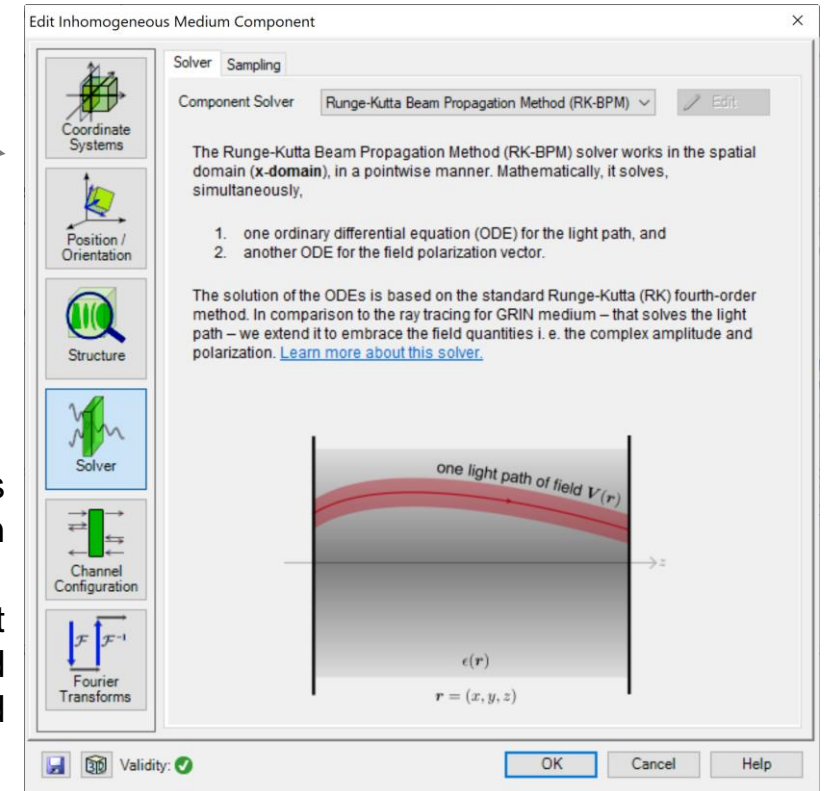 Edit Inhomogeneous Medium Component
Solver Sampling
Component Solver Runge-Kutta Beam Propagation Method (RK-BPM) Edit
Coordinate
Systems
Position /
Orientation
Structure
Solver
Channel
Configuration
ℱ ℱ⁻¹
Fourier
Transforms
The Runge-Kutta Beam Propagation Method (RK-BPM) solver works in the spatial
domain (x-domain), in a pointwise manner. Mathematically, it solves,
simultaneously,
1. one ordinary differential equation (ODE) for the light path, and
2. another ODE for the field polarization vector.
The solution of the ODEs is based on the standard Runge-Kutta (RK) fourth-order
method. In comparison to the ray tracing for GRIN medium – that solves the light
path – we extend it to embrace the field quantities i. e. the complex amplitude and
polarization. Learn more about this solver.
one light path of field V(r)
z
ϵ(r)
r = (x, y, z)
s
n
t
d
d
3D Validity: OK Cancel Help